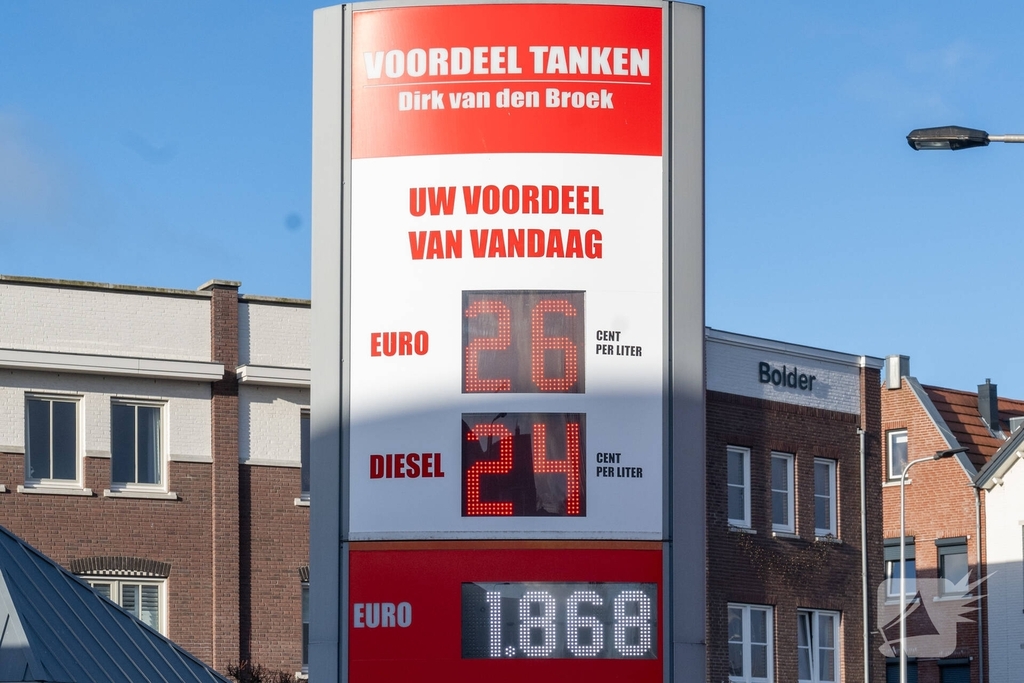 VOORDEEL TANKEN
Dirk van den Broek
UW VOORDEEL
VAN VANDAAG
EURO 26 CENT
PER LITER
DIESEL 24 CENT
PER LITER
EURO 1.868
Bolder